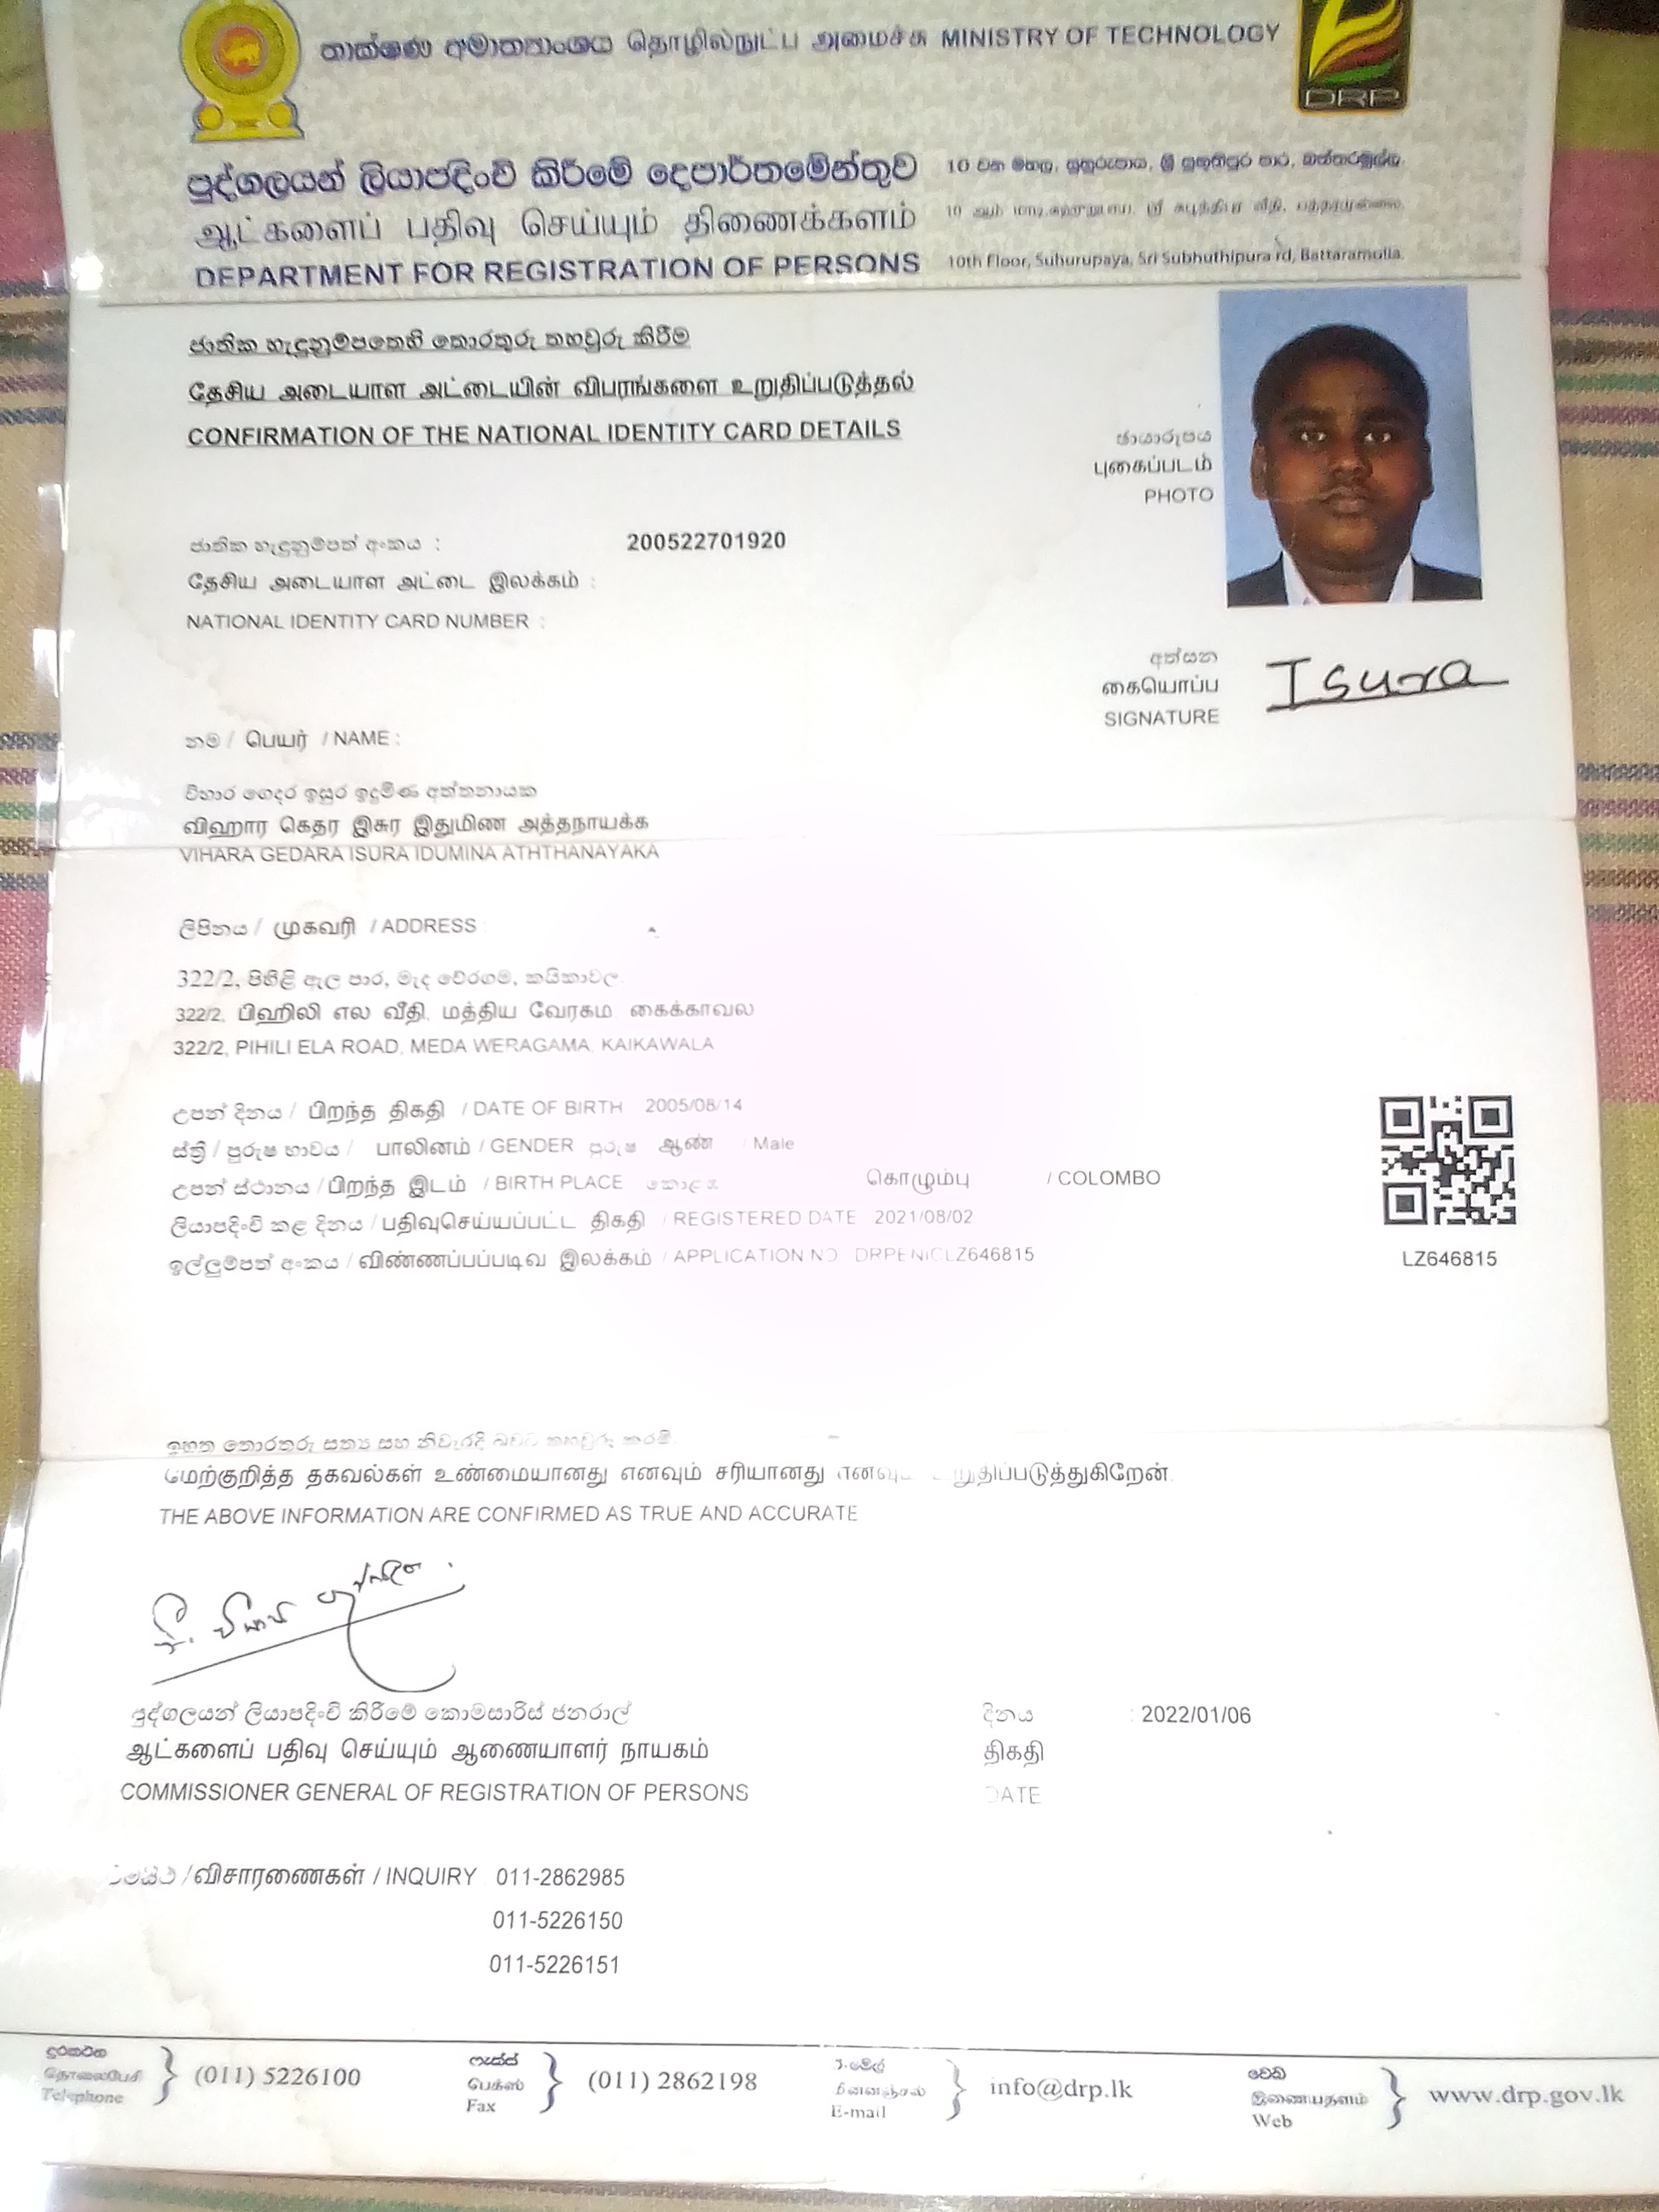 තාක්ෂණ අමාත්‍යාංශය தொழில்நுட்ப அமைச்சு MINISTRY OF TECHNOLOGY
DRP
පුද්ගලයන් ලියාපදිංචි කිරීමේ දෙපාර්තමේන්තුව
10 වන මහල, සුහුරුපාය, ශ්‍රී සුභූතිපුර පාර, බත්තරමුල්ල.
ஆட்களைப் பதிவு செய்யும் திணைக்களம்
DEPARTMENT FOR REGISTRATION OF PERSONS
10th Floor, Suhurupaya, Sri Subhuthipura rd, Battaramulla.
ජාතික හැඳුනුම්පතෙහි තොරතුරු තහවුරු කිරීම
தேசிய அடையாள அட்டையின் விபரங்களை உறுதிப்படுத்தல்
CONFIRMATION OF THE NATIONAL IDENTITY CARD DETAILS
ඡායාරූපය
புகைப்படம்
PHOTO
ජාතික හැඳුනුම්පත් අංකය : 200522701920
தேசிய அடையாள அட்டை இலக்கம் :
NATIONAL IDENTITY CARD NUMBER :
අත්සන
கையொப்ப
SIGNATURE
Isura
නම / பெயர் / NAME :
විහාර ගෙදර ඉසුර ඉදුමිණ අත්තනායක
விஹார கெதர இசுர இதுமிண அத்தநாயக்க
VIHARA GEDARA ISURA IDUMINA ATHTHANAYAKA
ලිපිනය / முகவரி / ADDRESS
322/2, පිහිළි ඇල පාර, මැද වේරගම, කයිකාවල.
322/2, பிஹிலி எல வீதி, மத்திய வேரகம, கைக்காவல
322/2, PIHILI ELA ROAD, MEDA WERAGAMA, KAIKAWALA
උපන් දිනය / பிறந்த திகதி / DATE OF BIRTH 2005/08/14
ස්ත්‍රී / පුරුෂ භාවය / பாலினம் / GENDER පුරුෂ ஆண் / Male
උපන් ස්ථානය / பிறந்த இடம் / BIRTH PLACE கொழும்பு / COLOMBO
ලියාපදිංචි කළ දිනය / பதிவுசெய்யப்பட்ட திகதி / REGISTERED DATE 2021/08/02
ඉල්ලුම්පත් අංකය / விண்ணப்பப்படிவ இலக்கம் / APPLICATION NO DRPENICLZ646815
LZ646815
ඉහත තොරතුරු සත්‍ය සහ නිවැරදි බවට තහවුරු කරමි.
மேற்குறித்த தகவல்கள் உண்மையானது எனவும் சரியானது எனவும் உறுதிப்படுத்துகிறேன்
THE ABOVE INFORMATION ARE CONFIRMED AS TRUE AND ACCURATE
පුද්ගලයන් ලියාපදිංචි කිරීමේ කොමසාරිස් ජනරාල්
ஆட்களைப் பதிவு செய்யும் ஆணையாளர் நாயகம்
COMMISSIONER GENERAL OF REGISTRATION OF PERSONS
දිනය : 2022/01/06
திகதி
DATE
/ விசாரணைகள் / INQUIRY 011-2862985
011-5226150
011-5226151
දුරකථන
தொலைபேசி
Telephone
(011) 5226100
ෆැක්ස්
பெக்ஸ்
Fax
(011) 2862198
ඊ-මේල්
மின்னஞ்சல்
E-mail
info@drp.lk
වෙබ්
இணையதளம்
Web
www.drp.gov.lk